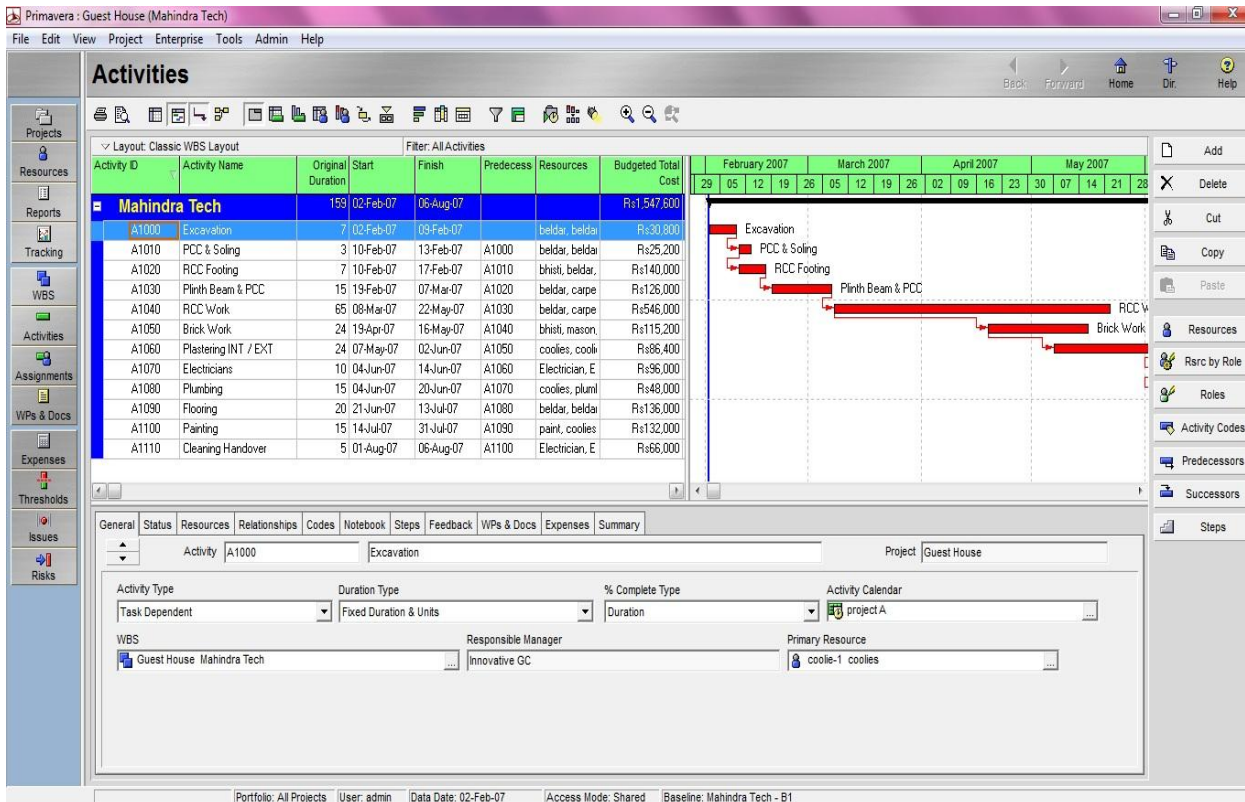 Primavera : Guest House (Mahindra Tech)
File Edit View Project Enterprise Tools Admin Help
Activities
Back Forward Home Dir. Help
Projects
Resources
Reports
Tracking
WBS
Activities
Assignments
WPs & Docs
Expenses
Thresholds
Issues
Risks
Layout: Classic WBS Layout Filter: All Activities
Activity ID Activity Name Original Duration Start Finish Predecess Resources Budgeted Total Cost
Mahindra Tech 159 02-Feb-07 06-Aug-07 Rs1,547,600
A1000 Excavation 7 02-Feb-07 09-Feb-07 beldar, beldar Rs30,800
A1010 PCC & Soling 3 10-Feb-07 13-Feb-07 A1000 beldar, beldar Rs25,200
A1020 RCC Footing 7 10-Feb-07 17-Feb-07 A1010 bhisti, beldar, Rs140,000
A1030 Plinth Beam & PCC 15 19-Feb-07 07-Mar-07 A1020 beldar, carpe Rs126,000
A1040 RCC Work 65 08-Mar-07 22-May-07 A1030 beldar, carpe Rs546,000
A1050 Brick Work 24 19-Apr-07 16-May-07 A1040 bhisti, mason, Rs115,200
A1060 Plastering INT / EXT 24 07-May-07 02-Jun-07 A1050 coolies, cooli Rs86,400
A1070 Electricians 10 04-Jun-07 14-Jun-07 A1060 Electrician, E Rs96,000
A1080 Plumbing 15 04-Jun-07 20-Jun-07 A1070 coolies, pluml Rs48,000
A1090 Flooring 20 21-Jun-07 13-Jul-07 A1080 beldar, beldar Rs136,000
A1100 Painting 15 14-Jul-07 31-Jul-07 A1090 paint, coolies Rs132,000
A1110 Cleaning Handover 5 01-Aug-07 06-Aug-07 A1100 Electrician, E Rs66,000
February 2007 March 2007 April 2007 May 2007
29 05 12 19 26 05 12 19 26 02 09 16 23 30 07 14 21 28
Excavation
PCC & Soling
RCC Footing
Plinth Beam & PCC
RCC W
Brick Work
Add
Delete
Cut
Copy
Paste
Resources
Rsrc by Role
Roles
Activity Codes
Predecessors
Successors
Steps
General Status Resources Relationships Codes Notebook Steps Feedback WPs & Docs Expenses Summary
Activity A1000 Excavation Project Guest House
Activity Type Duration Type % Complete Type Activity Calendar
Task Dependent Fixed Duration & Units Duration project A
WBS Responsible Manager Primary Resource
Guest House Mahindra Tech Innovative GC coolie-1 coolies
Portfolio: All Projects User: admin Data Date: 02-Feb-07 Access Mode: Shared Baseline: Mahindra Tech - B1